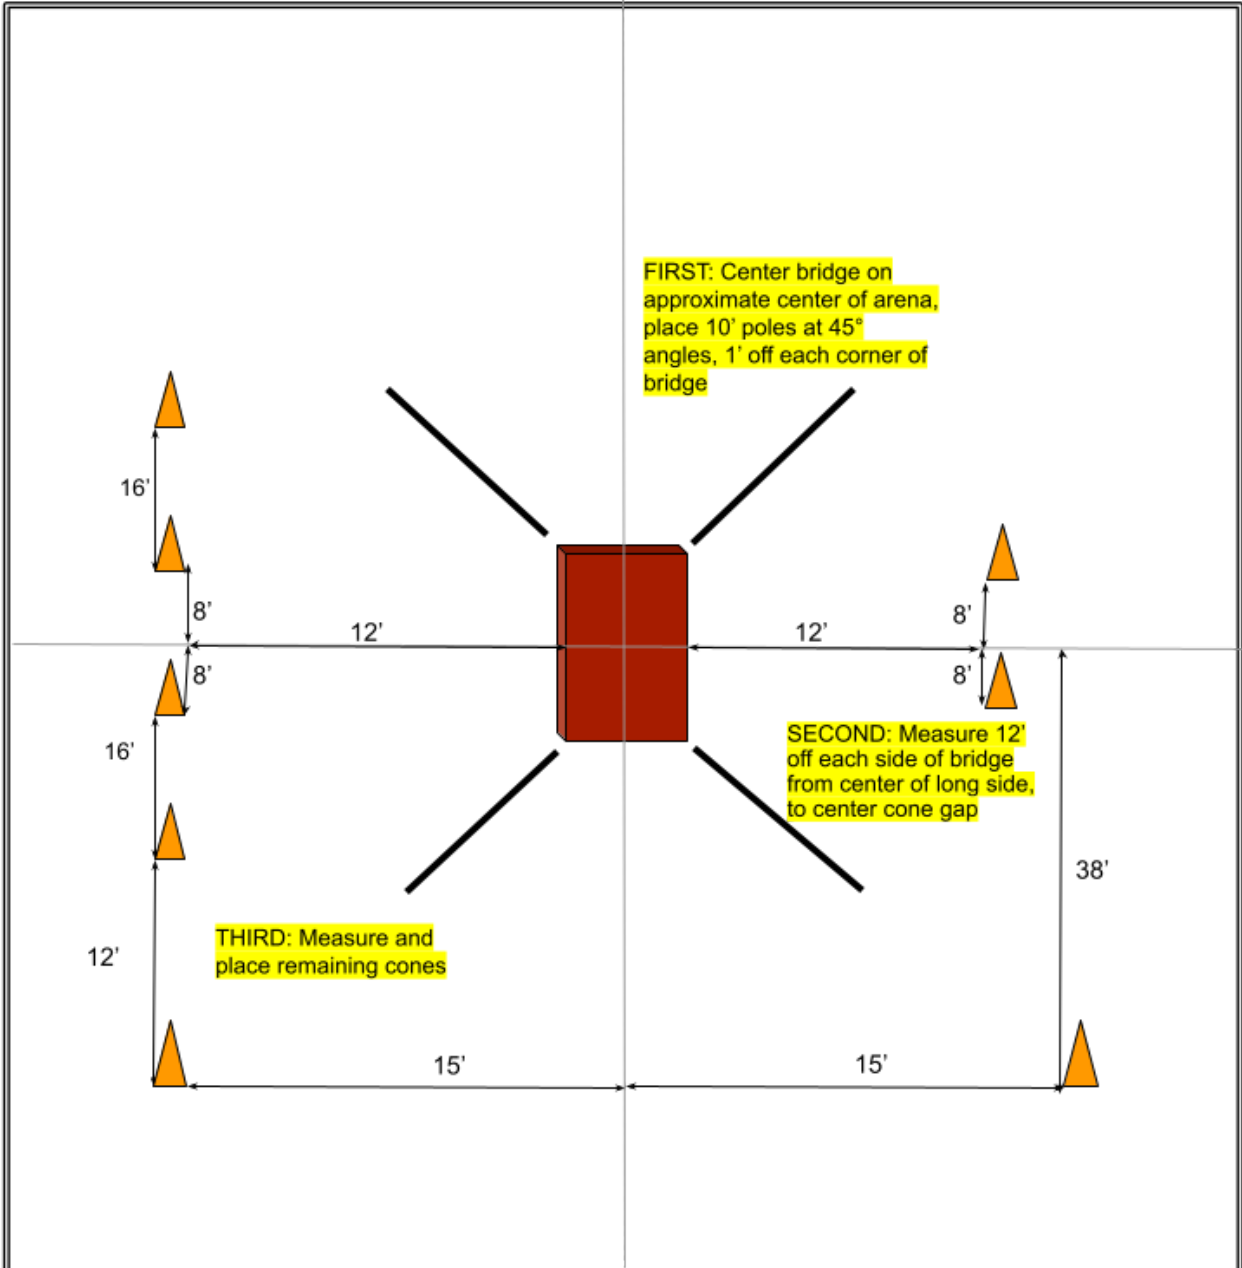 FIRST: Center bridge on
approximate center of arena,
place 10’ poles at 45°
angles, 1’ off each corner of
bridge
16’
8’
12’
12’
8’
8’
8’
16’
SECOND: Measure 12’
off each side of bridge
from center of long side,
to center cone gap
38’
THIRD: Measure and
place remaining cones
12’
15’
15’